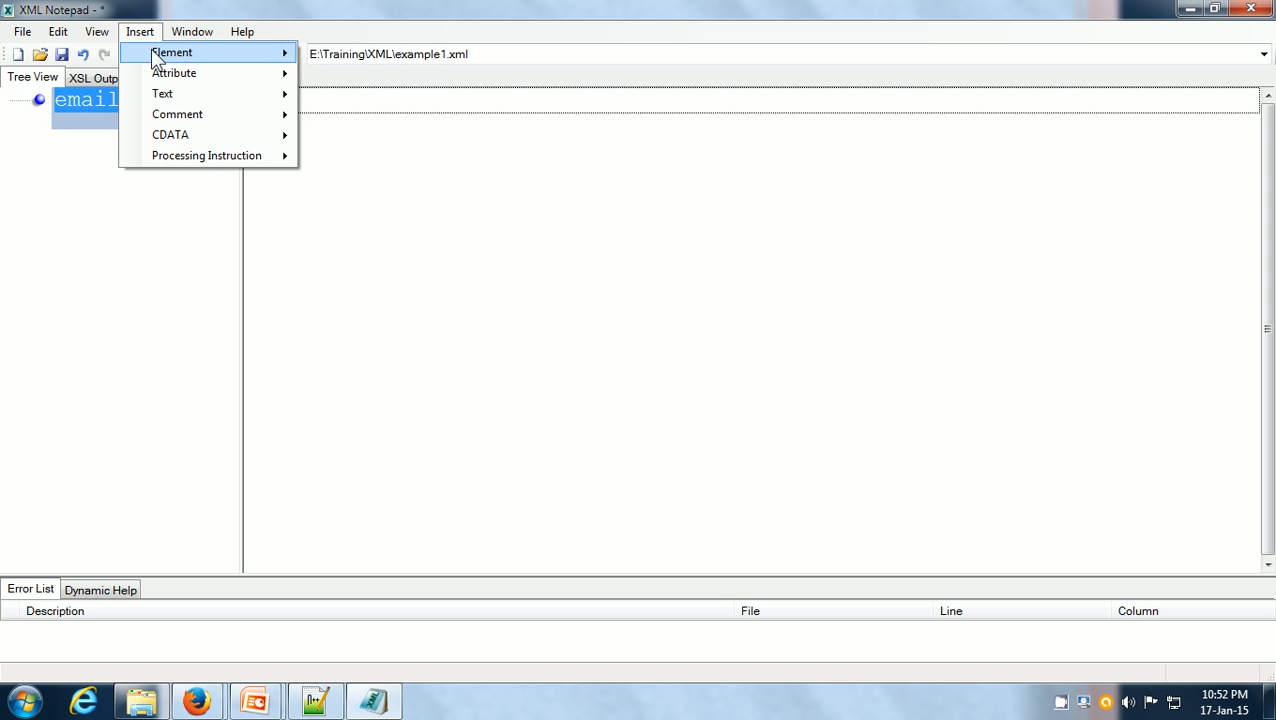 XML Notepad - *
File Edit View Insert Window Help
Element
E:\Training\XML\example1.xml
Tree View XSL Outp
Attribute
email
Text
Comment
CDATA
Processing Instruction
Error List Dynamic Help
Description File Line Column
10:52 PM
17-Jan-15